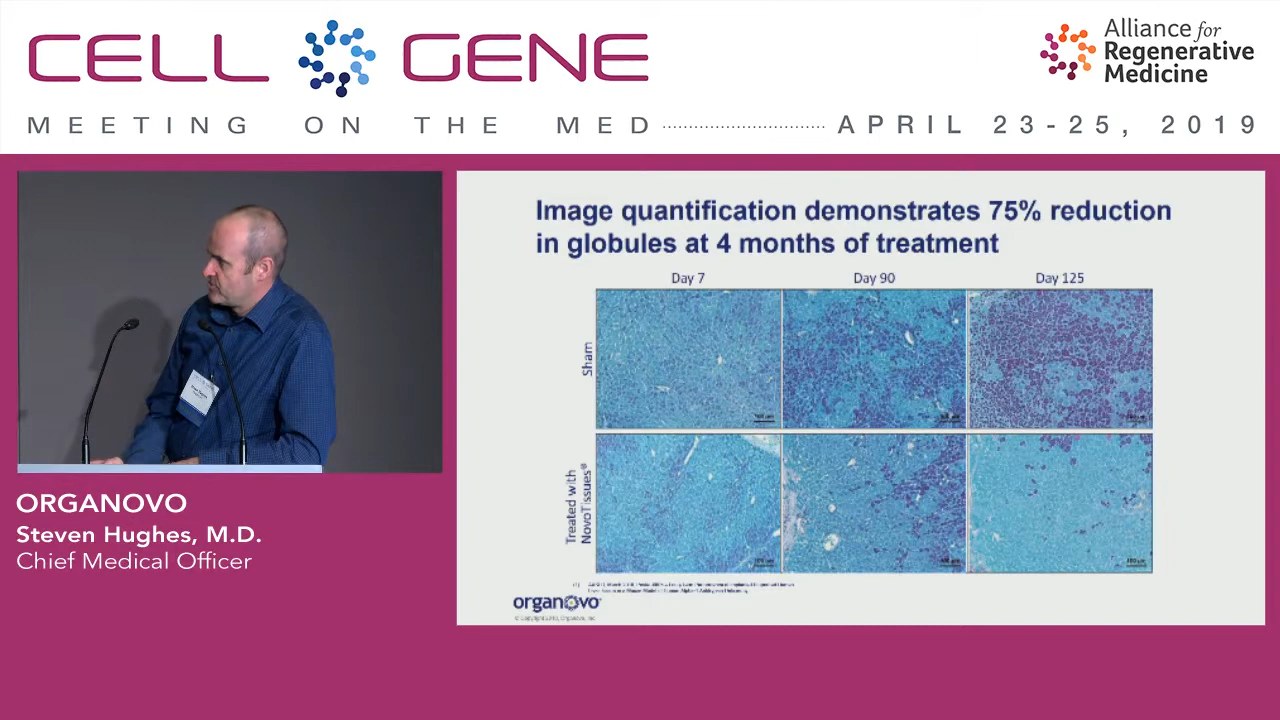 CELL GENE
Alliance for
Regenerative
Medicine
MEETING ON THE MED
APRIL 23-25, 2019
Image quantification demonstrates 75% reduction
in globules at 4 months of treatment
Day 7
Day 90
Day 125
Sham
Treated with
NovoTissues®
organovo
ORGANOVO
Steven Hughes, M.D.
Chief Medical Officer